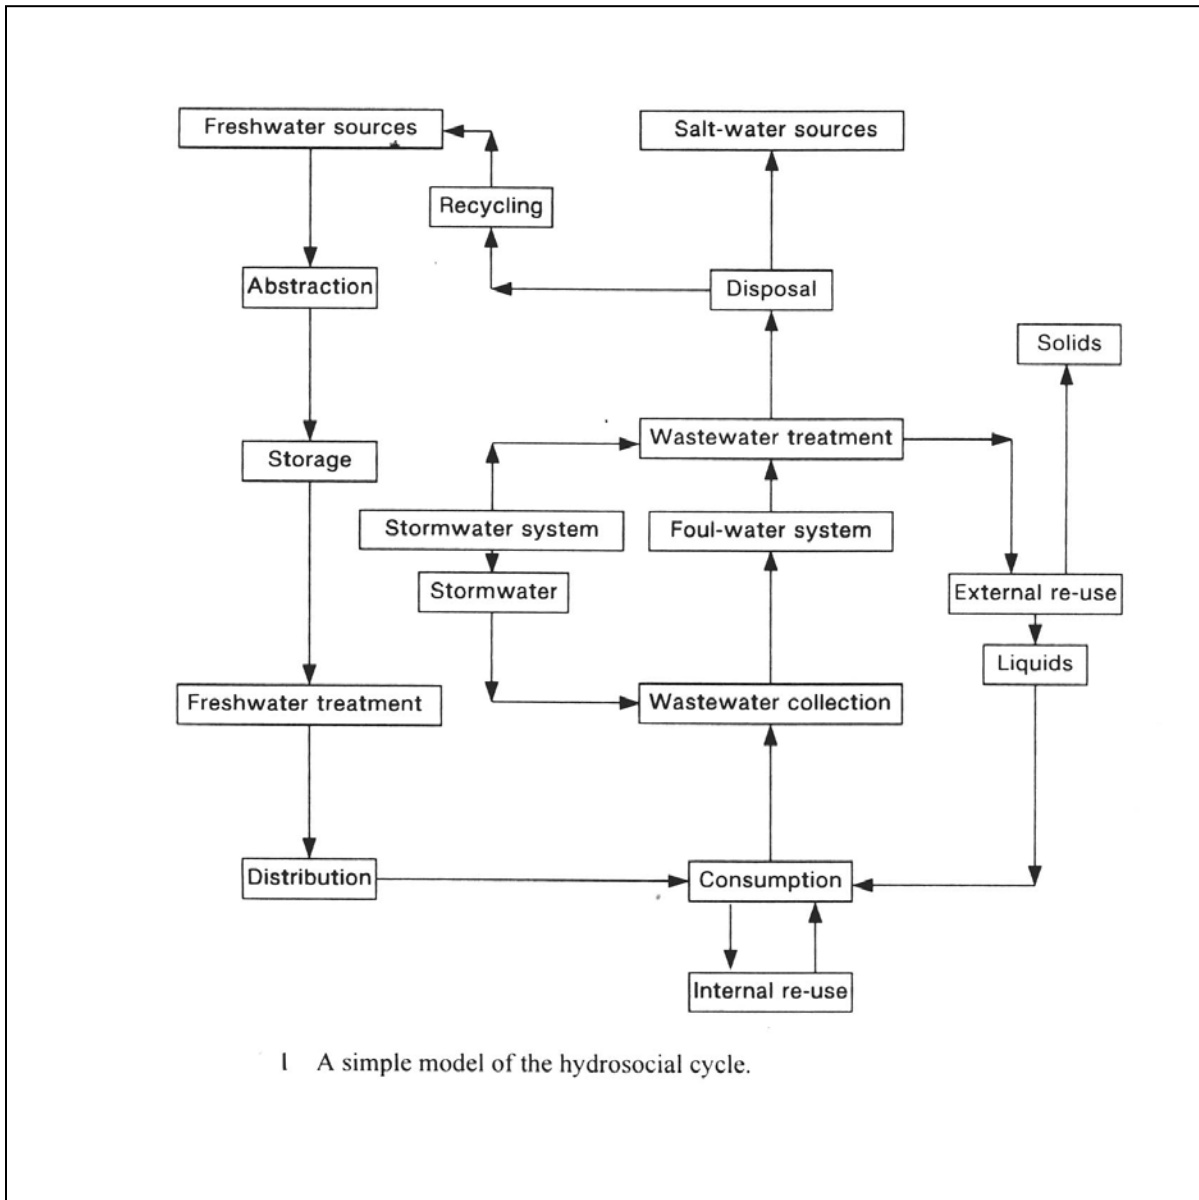 Freshwater sources
Salt-water sources
Recycling
Abstraction
Disposal
Solids
Wastewater treatment
Storage
Stormwater system
Foul-water system
Stormwater
External re-use
Liquids
Freshwater treatment
Wastewater collection
Distribution
Consumption
Internal re-use
1 A simple model of the hydrosocial cycle.